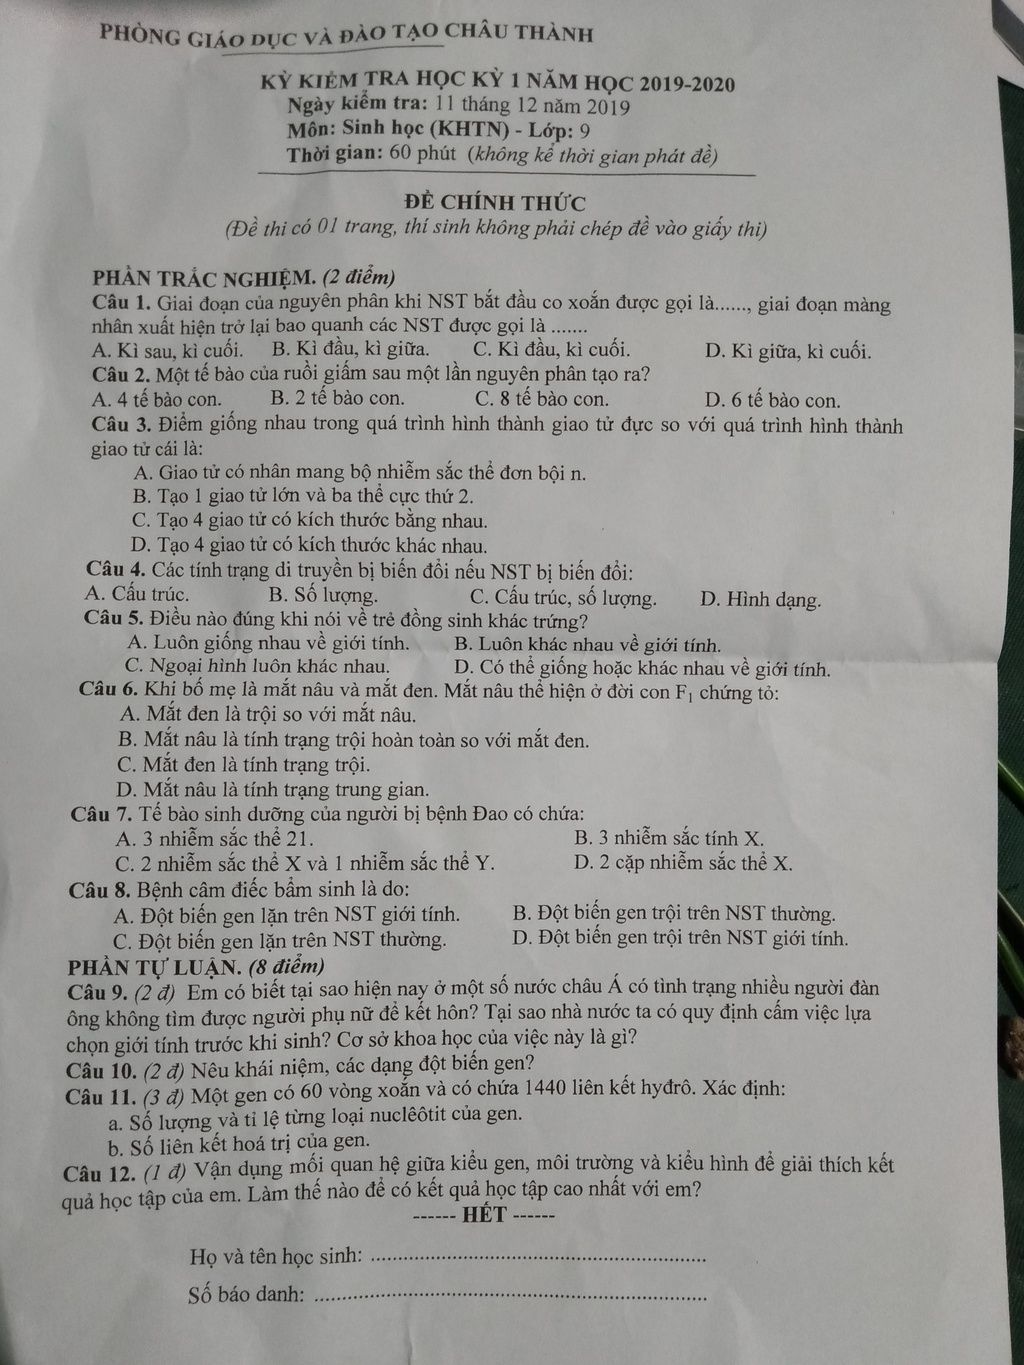 PHÒNG GIÁO DỤC VÀ ĐÀO TẠO CHÂU THÀNH
KỲ KIỂM TRA HỌC KỲ 1 NĂM HỌC 2019-2020
Ngày kiểm tra: 11 tháng 12 năm 2019
Môn: Sinh học (KHTN) - Lớp: 9
Thời gian: 60 phút (không kể thời gian phát đề)
ĐỀ CHÍNH THỨC
(Đề thi có 01 trang, thí sinh không phải chép đề vào giấy thi)
PHẦN TRẮC NGHIỆM. (2 điểm)
Câu 1. Giai đoạn của nguyên phân khi NST bắt đầu co xoắn được gọi là......, giai đoạn màng
nhân xuất hiện trở lại bao quanh các NST được gọi là .......
A. Kì sau, kì cuối. B. Kì đầu, kì giữa. C. Kì đầu, kì cuối. D. Kì giữa, kì cuối.
Câu 2. Một tế bào của ruồi giấm sau một lần nguyên phân tạo ra?
A. 4 tế bào con. B. 2 tế bào con. C. 8 tế bào con. D. 6 tế bào con.
Câu 3. Điểm giống nhau trong quá trình hình thành giao tử đực so với quá trình hình thành
giao tử cái là:
A. Giao tử có nhân mang bộ nhiễm sắc thể đơn bội n.
B. Tạo 1 giao tử lớn và ba thể cực thứ 2.
C. Tạo 4 giao tử có kích thước bằng nhau.
D. Tạo 4 giao tử có kích thước khác nhau.
Câu 4. Các tính trạng di truyền bị biến đổi nếu NST bị biến đổi:
A. Cấu trúc. B. Số lượng. C. Cấu trúc, số lượng. D. Hình dạng.
Câu 5. Điều nào đúng khi nói về trẻ đồng sinh khác trứng?
A. Luôn giống nhau về giới tính. B. Luôn khác nhau về giới tính.
C. Ngoại hình luôn khác nhau. D. Có thể giống hoặc khác nhau về giới tính.
Câu 6. Khi bố mẹ là mắt nâu và mắt đen. Mắt nâu thể hiện ở đời con F₁ chứng tỏ:
A. Mắt đen là trội so với mắt nâu.
B. Mắt nâu là tính trạng trội hoàn toàn so với mắt đen.
C. Mắt đen là tính trạng trội.
D. Mắt nâu là tính trạng trung gian.
Câu 7. Tế bào sinh dưỡng của người bị bệnh Đao có chứa:
A. 3 nhiễm sắc thể 21. B. 3 nhiễm sắc tính X.
C. 2 nhiễm sắc thể X và 1 nhiễm sắc thể Y. D. 2 cặp nhiễm sắc thể X.
Câu 8. Bệnh câm điếc bẩm sinh là do:
A. Đột biến gen lặn trên NST giới tính. B. Đột biến gen trội trên NST thường.
C. Đột biến gen lặn trên NST thường. D. Đột biến gen trội trên NST giới tính.
PHẦN TỰ LUẬN. (8 điểm)
Câu 9. (2 đ) Em có biết tại sao hiện nay ở một số nước châu Á có tình trạng nhiều người đàn
ông không tìm được người phụ nữ để kết hôn? Tại sao nhà nước ta có quy định cấm việc lựa
chọn giới tính trước khi sinh? Cơ sở khoa học của việc này là gì?
Câu 10. (2 đ) Nêu khái niệm, các dạng đột biến gen?
Câu 11. (3 đ) Một gen có 60 vòng xoắn và có chứa 1440 liên kết hyđrô. Xác định:
a. Số lượng và tỉ lệ từng loại nuclêôtit của gen.
b. Số liên kết hoá trị của gen.
Câu 12. (1 đ) Vận dụng mối quan hệ giữa kiểu gen, môi trường và kiểu hình để giải thích kết
quả học tập của em. Làm thế nào để có kết quả học tập cao nhất với em?
------ HẾT ------
Họ và tên học sinh: ..............................................................
Số báo danh: ........................................................................